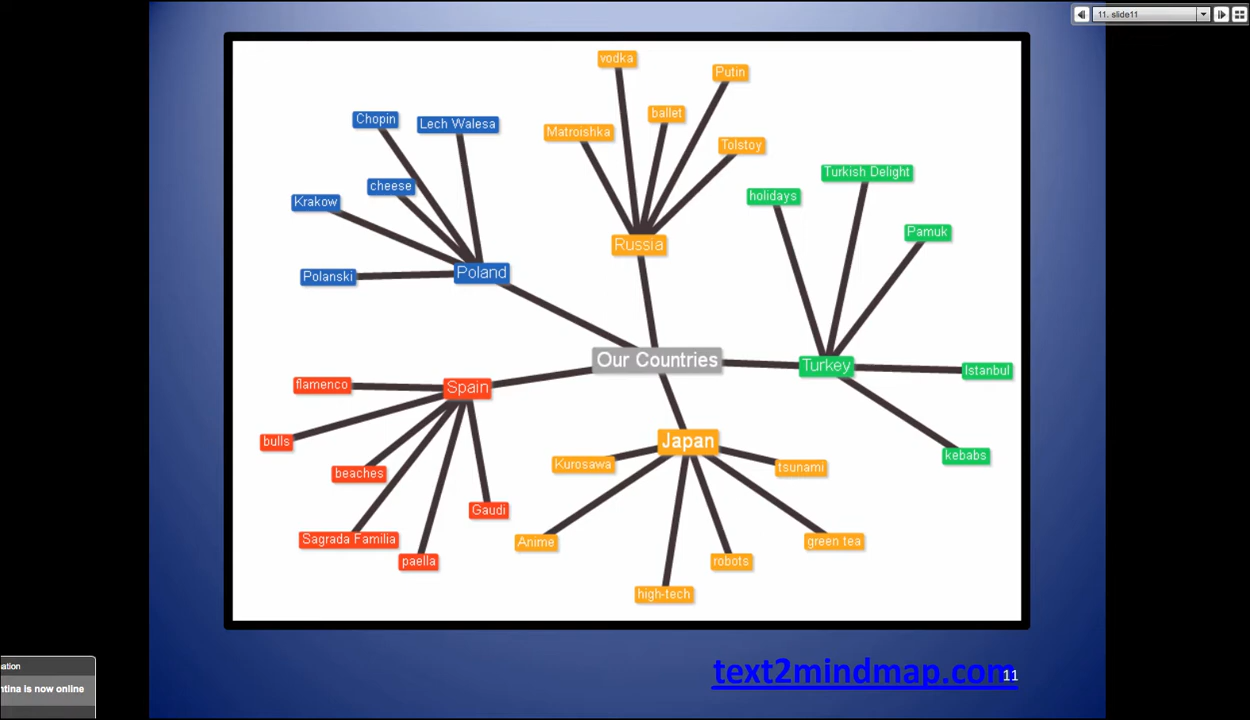 11. slide11
vodka
Putin
ballet
Matroishka
Tolstoy
Russia
Chopin
Lech Walesa
cheese
Krakow
Polanski
Poland
Turkish Delight
holidays
Pamuk
Turkey
Istanbul
kebabs
Our Countries
flamenco
Spain
bulls
beaches
Gaudi
Sagrada Familia
paella
Japan
Kurosawa
tsunami
Anime
green tea
robots
high-tech
text2mindmap.com
11
ation
ntina is now online